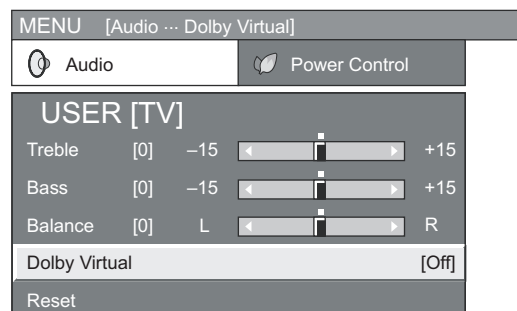 MENU [Audio ··· Dolby Virtual]
Audio Power Control
USER [TV]
Treble [0] –15 +15
Bass [0] –15 +15
Balance [0] L R
Dolby Virtual [Off]
Reset